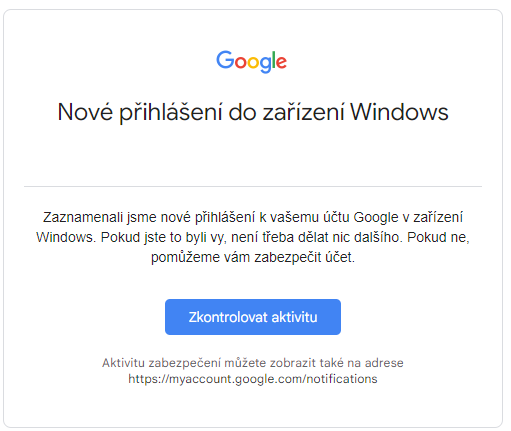 Google
Nové přihlášení do zařízení Windows
Zaznamenali jsme nové přihlášení k vašemu účtu Google v zařízení
Windows. Pokud jste to byli vy, není třeba dělat nic dalšího. Pokud ne,
pomůžeme vám zabezpečit účet.
Zkontrolovat aktivitu
Aktivitu zabezpečení můžete zobrazit také na adrese
https://myaccount.google.com/notifications